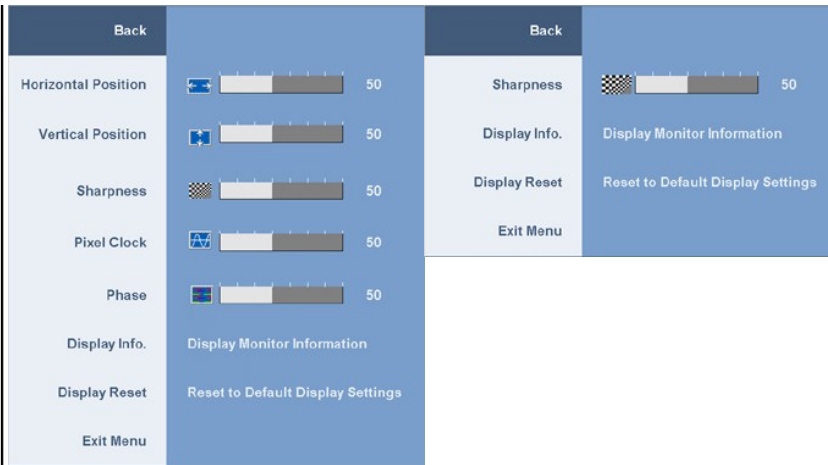 Back
Horizontal Position 50
Vertical Position 50
Sharpness 50
Pixel Clock 50
Phase 50
Display Info. Display Monitor Information
Display Reset Reset to Default Display Settings
Exit Menu
Back
Sharpness 50
Display Info. Display Monitor Information
Display Reset Reset to Default Display Settings
Exit Menu